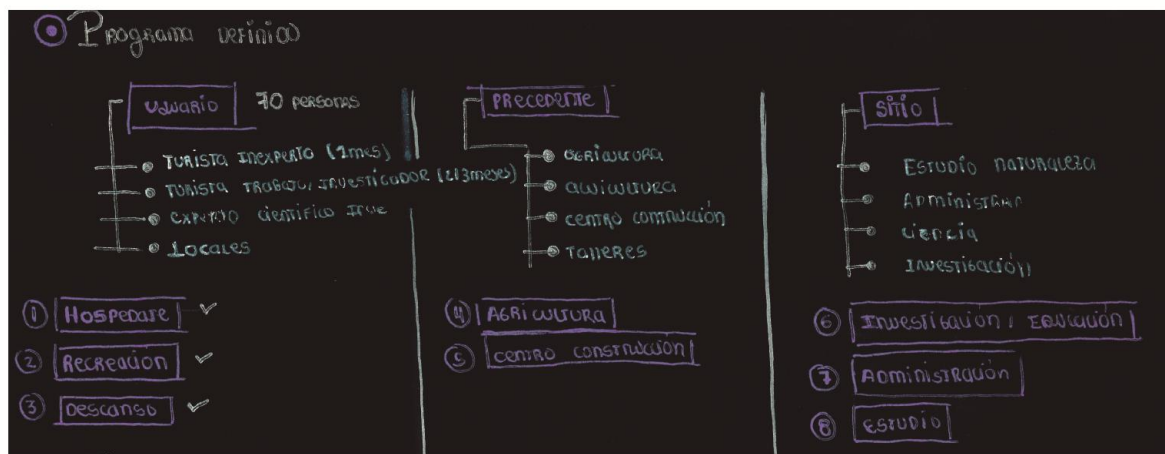 Programa Definido
Usuario 70 personas
Turista Inexperto (1mes)
Turista Trabajo, Investigador (2/3meses)
Experto científico
Locales
① Hospedaje ✓
② Recreación ✓
③ Descanso ✓
Precedente
Agricultura
centro construcción
Talleres
④ Agricultura
⑤ centro construcción
Sitio
Estudio naturaleza
Administrar
Ciencia
Investigación
⑥ Investigación, Educación
⑦ Administración
⑧ Estudio